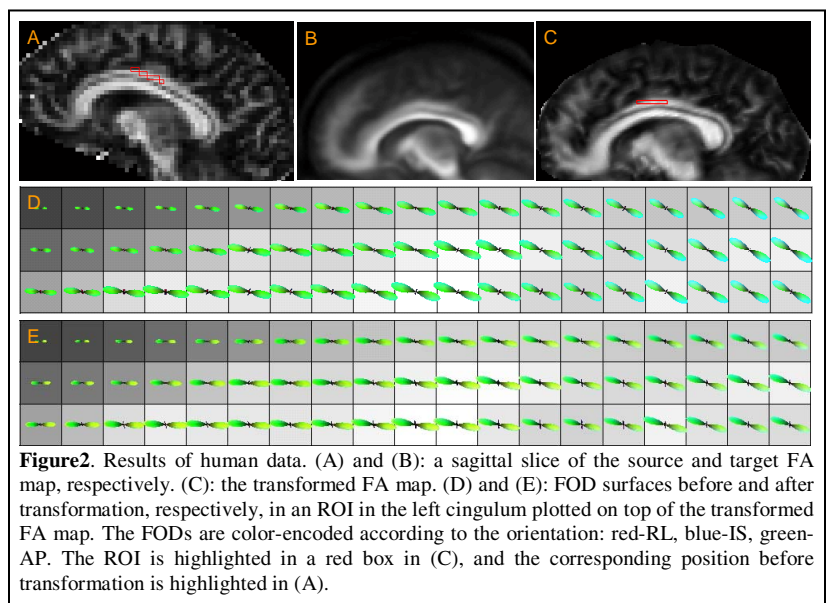 A B C
D
E
Figure2. Results of human data. (A) and (B): a sagittal slice of the source and target FA
map, respectively. (C): the transformed FA map. (D) and (E): FOD surfaces before and after
transformation, respectively, in an ROI in the left cingulum plotted on top of the transformed
FA map. The FODs are color-encoded according to the orientation: red-RL, blue-IS, green-
AP. The ROI is highlighted in a red box in (C), and the corresponding position before
transformation is highlighted in (A).